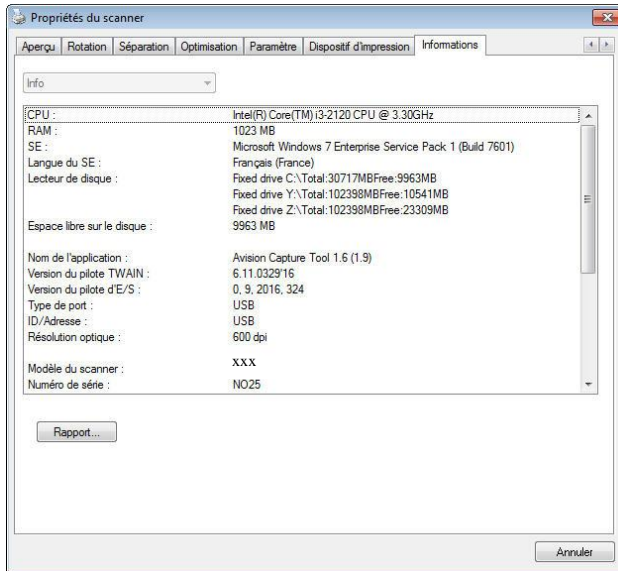 Propriétés du scanner
Aperçu Rotation Séparation Optimisation Paramètre Dispositif d'impression Informations
Info
CPU : Intel(R) Core(TM) i3-2120 CPU @ 3.30GHz
RAM : 1023 MB
SE : Microsoft Windows 7 Enterprise Service Pack 1 (Build 7601)
Langue du SE : Français (France)
Lecteur de disque : Fixed drive C:\Total:30717MBFree:9963MB
Fixed drive Y:\Total:102398MBFree:10541MB
Fixed drive Z:\Total:102398MBFree:23309MB
Espace libre sur le disque : 9963 MB
Nom de l'application : Avision Capture Tool 1.6 (1.9)
Version du pilote TWAIN : 6.11.0329'16
Version du pilote d'E/S : 0, 9, 2016, 324
Type de port : USB
ID/Adresse : USB
Résolution optique : 600 dpi
Modèle du scanner : xxx
Numéro de série : NO25
Rapport...
Annuler